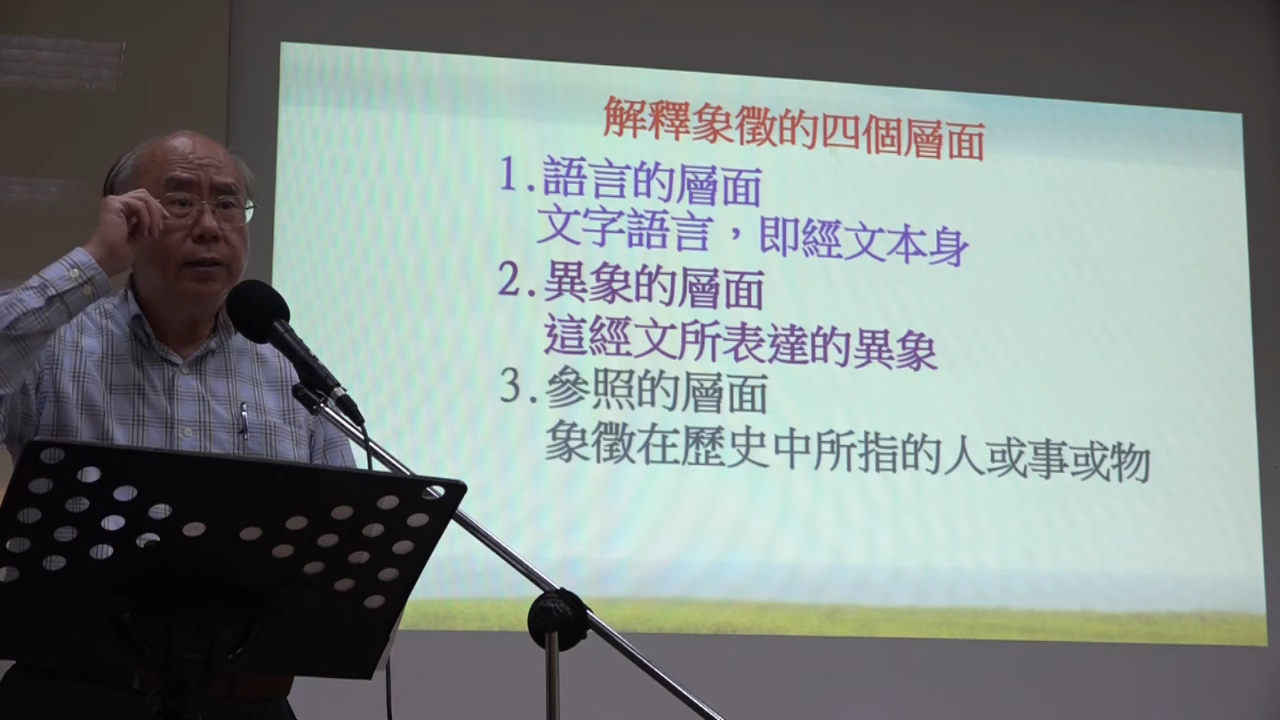 解釋象徵的四個層面
1.語言的層面
文字語言，即經文本身
2.異象的層面
這經文所表達的異象
3.參照的層面
象徵在歷史中所指的人或事或物